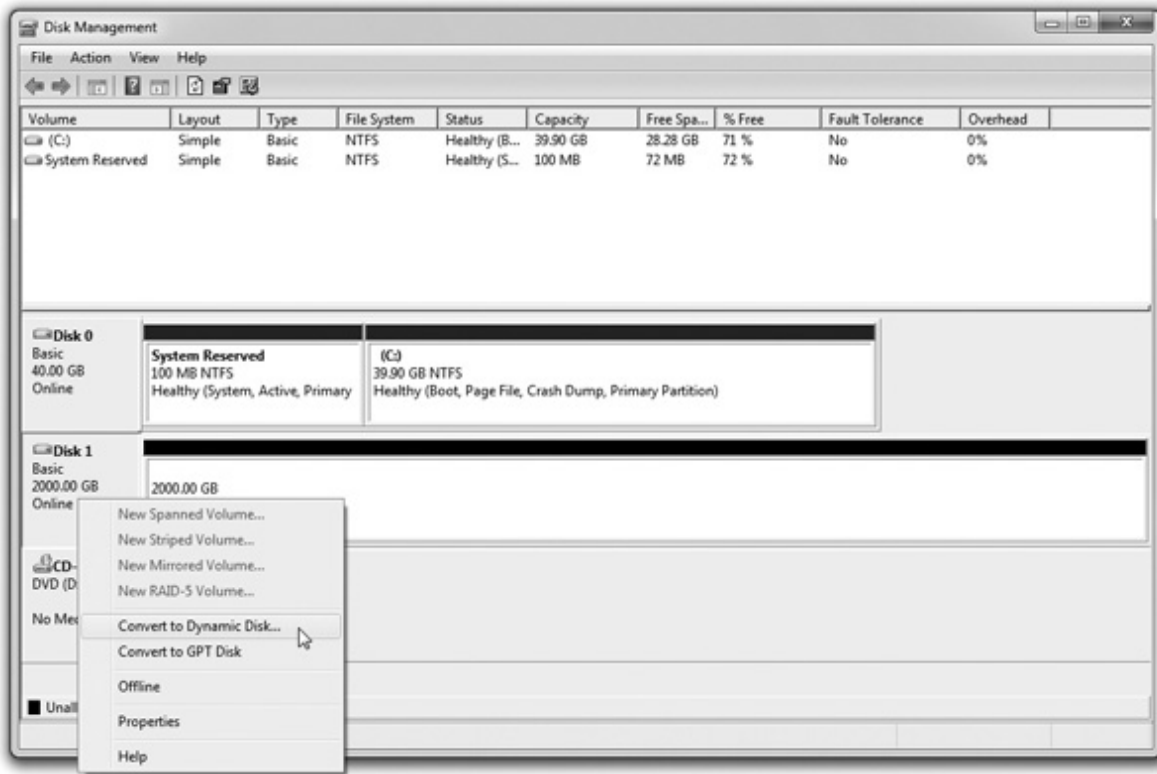 Disk Management
File Action View Help
Volume Layout Type File System Status Capacity Free Spa... % Free Fault Tolerance Overhead
(C:) Simple Basic NTFS Healthy (B... 39.90 GB 28.28 GB 71 % No 0%
System Reserved Simple Basic NTFS Healthy (S... 100 MB 72 MB 72 % No 0%
Disk 0
Basic
40.00 GB
Online
System Reserved
100 MB NTFS
Healthy (System, Active, Primary
(C:)
39.90 GB NTFS
Healthy (Boot, Page File, Crash Dump, Primary Partition)
Disk 1
Basic
2000.00 GB
Online
2000.00 GB
CD-
DVD (D
No Med
Unall
New Spanned Volume...
New Striped Volume...
New Mirrored Volume...
New RAID-5 Volume...
Convert to Dynamic Disk...
Convert to GPT Disk
Offline
Properties
Help